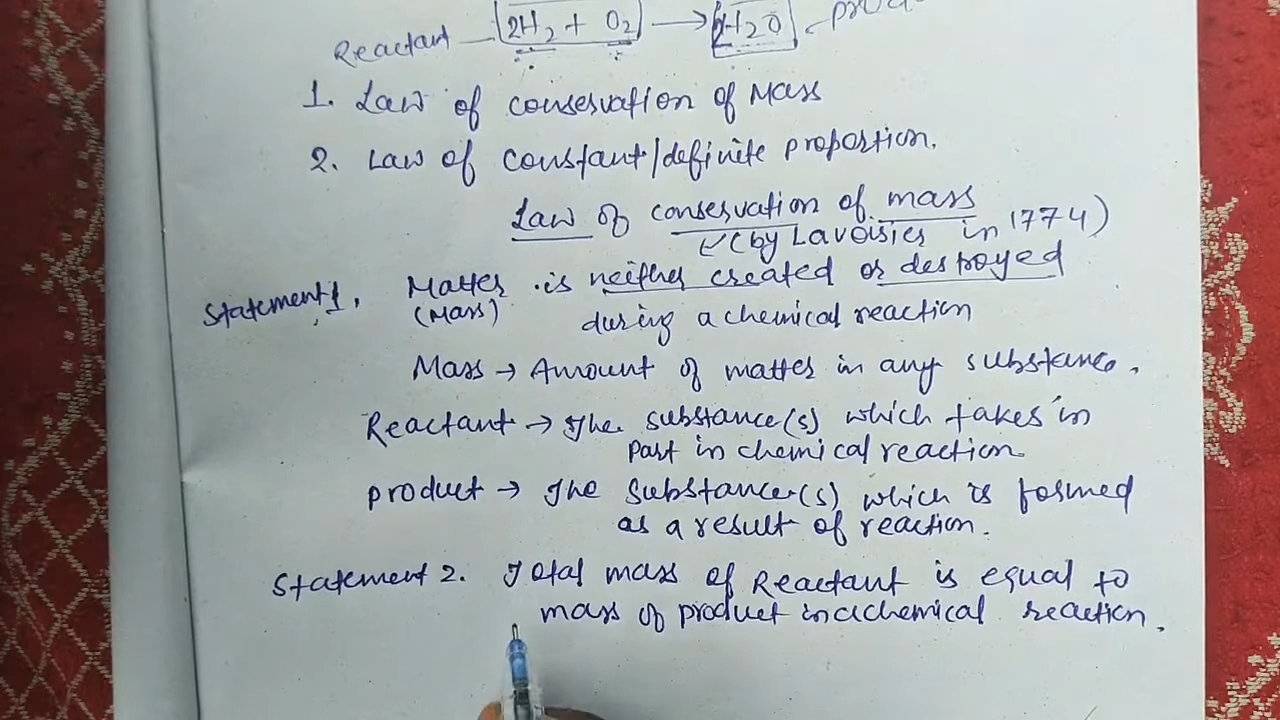 Reactant 2H2 + O2 → 2H2O
1. Law of conservation of Mass
2. Law of constant/definite proportion.
Law of conservation of mass
(by Lavoisier in 1774)
Statement 1. Matter is neither created or destroyed
(Mass) during a chemical reaction
Mass → Amount of matter in any substance.
Reactant → The substance(s) which takes in
part in chemical reaction
product → The substance(s) which is formed
as a result of reaction.
Statement 2. Total mass of Reactant is equal to
mass of product in a chemical reaction.